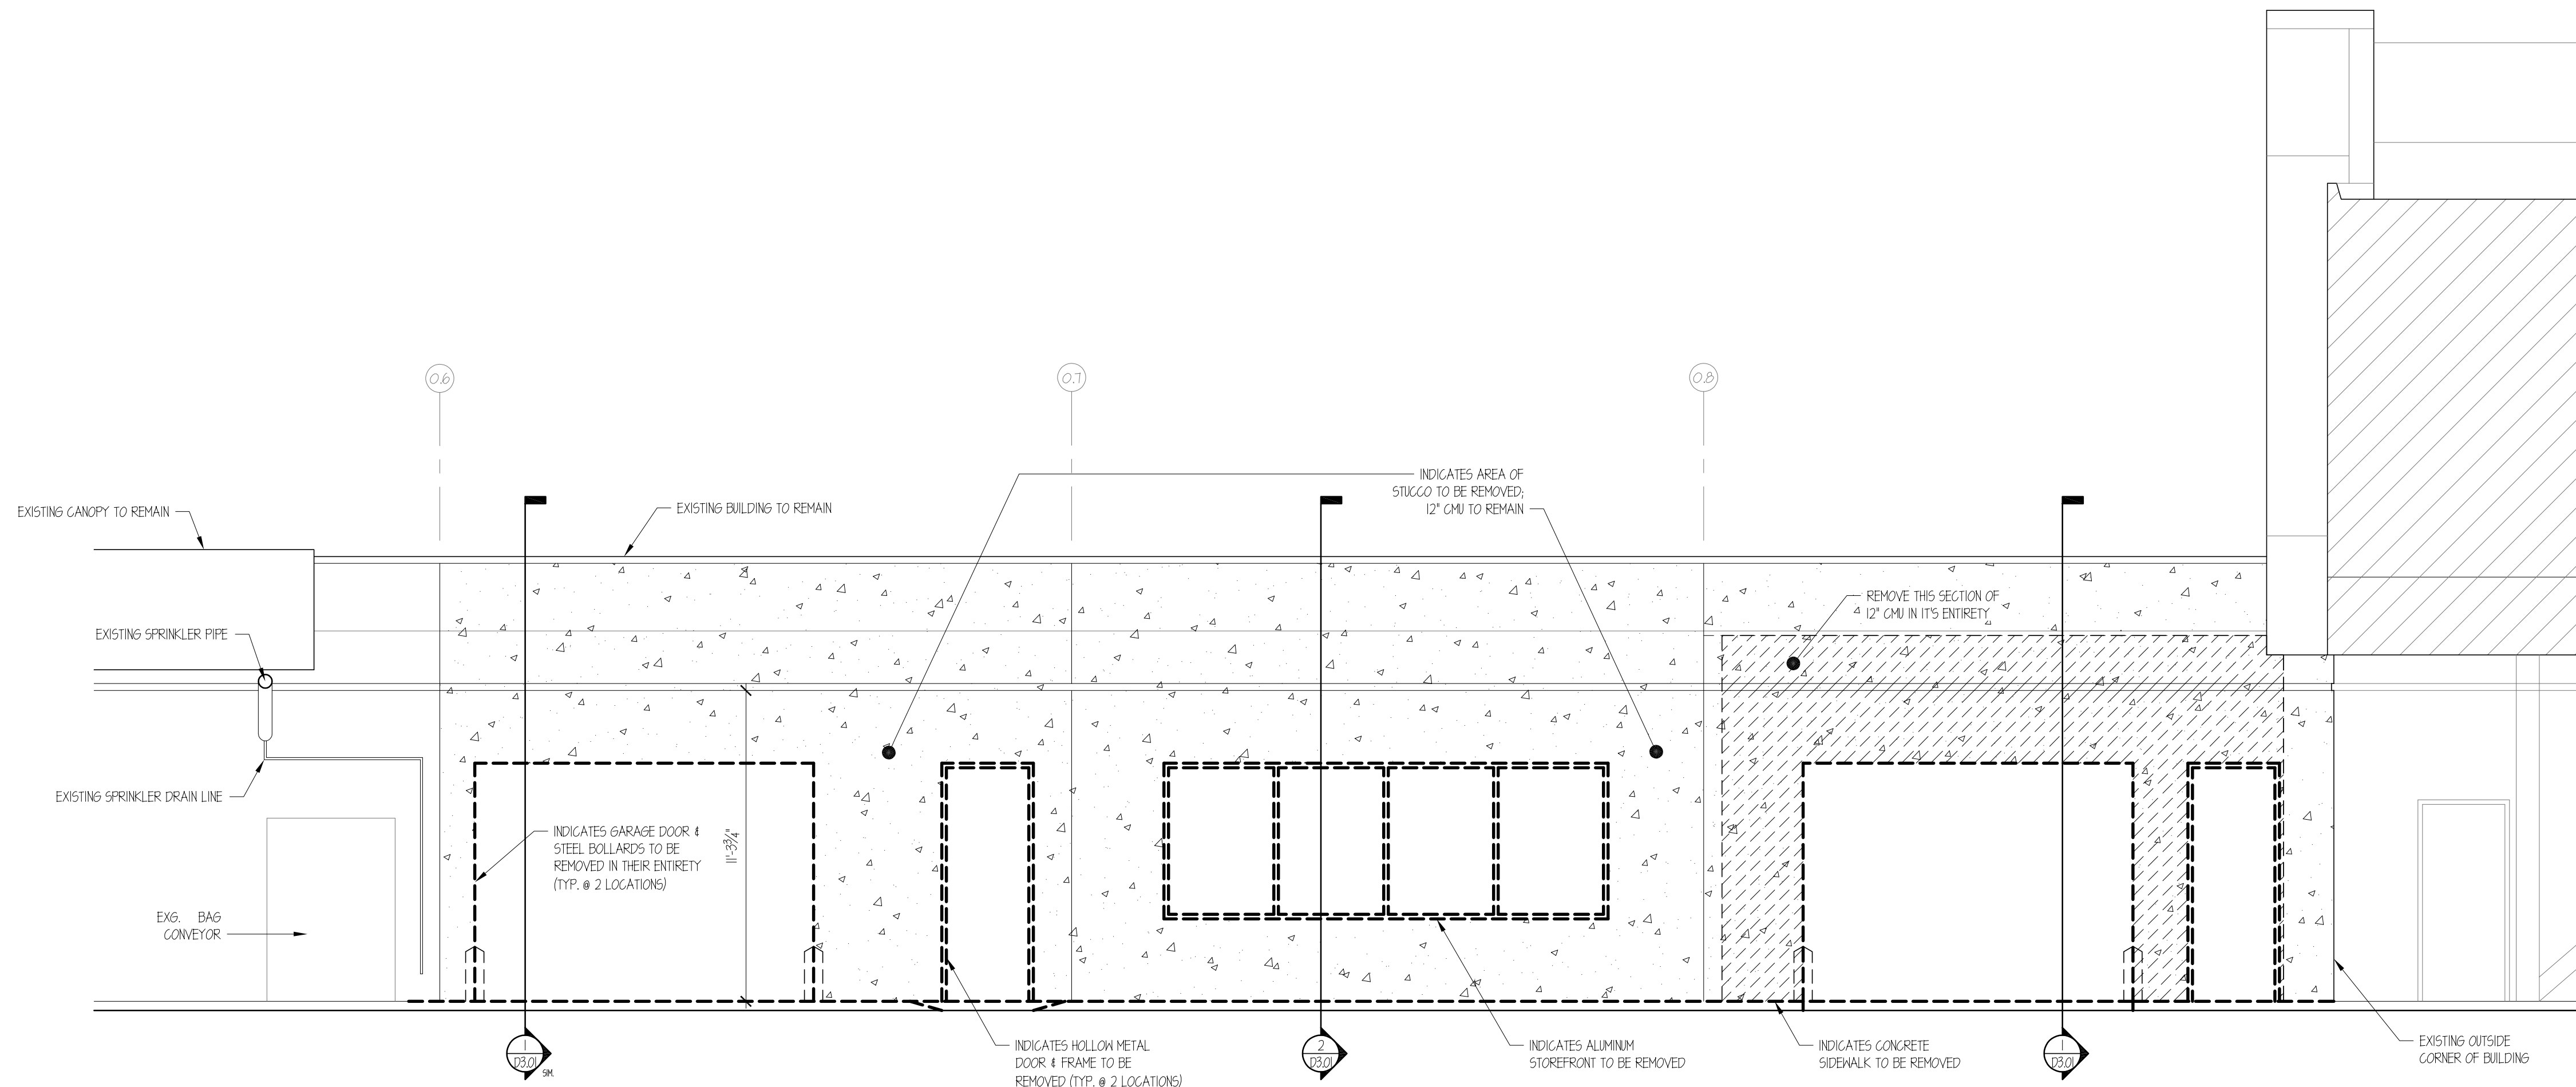 0.6
0.7
0.8
INDICATES AREA OF
STUCCO TO BE REMOVED;
12" CMU TO REMAIN
EXISTING CANOPY TO REMAIN
EXISTING BUILDING TO REMAIN
REMOVE THIS SECTION OF
12" CMU IN IT'S ENTIRETY
EXISTING SPRINKLER PIPE
EXISTING SPRINKLER DRAIN LINE
INDICATES GARAGE DOOR &
STEEL BOLLARDS TO BE
REMOVED IN THEIR ENTIRETY
(TYP. @ 2 LOCATIONS)
11'-3 3/4"
EXG. BAG
CONVEYOR
1
D3.01
SIM.
INDICATES HOLLOW METAL
DOOR & FRAME TO BE
REMOVED (TYP. @ 2 LOCATIONS)
2
D3.01
INDICATES ALUMINUM
STOREFRONT TO BE REMOVED
INDICATES CONCRETE
SIDEWALK TO BE REMOVED
1
D3.01
EXISTING OUTSIDE
CORNER OF BUILDING